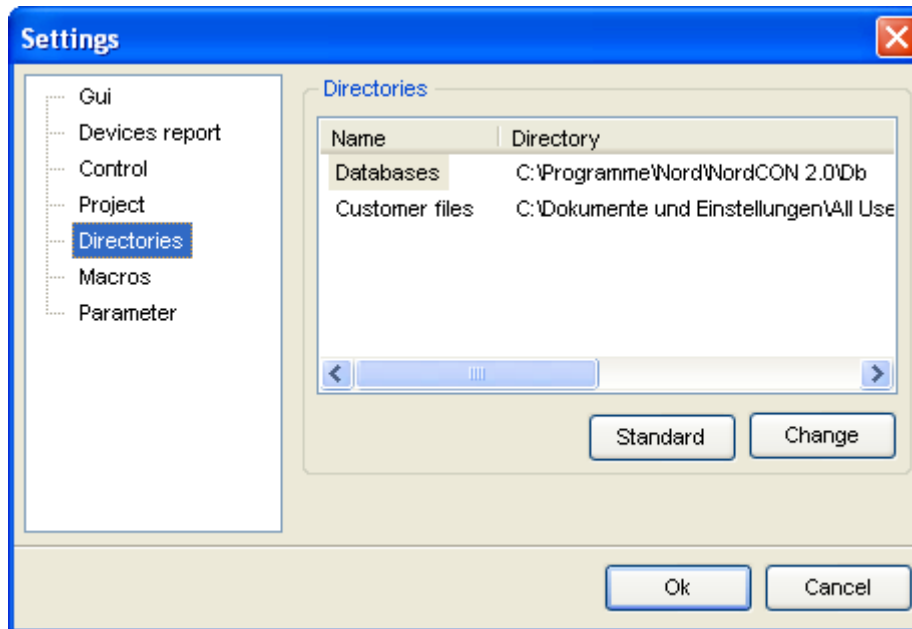 Settings
Gui
Devices report
Control
Project
Directories
Macros
Parameter
Directories
Name Directory
Databases C:\Programme\Nord\NordCON 2.0\Db
Customer files C:\Dokumente und Einstellungen\All Use
Standard Change
Ok Cancel